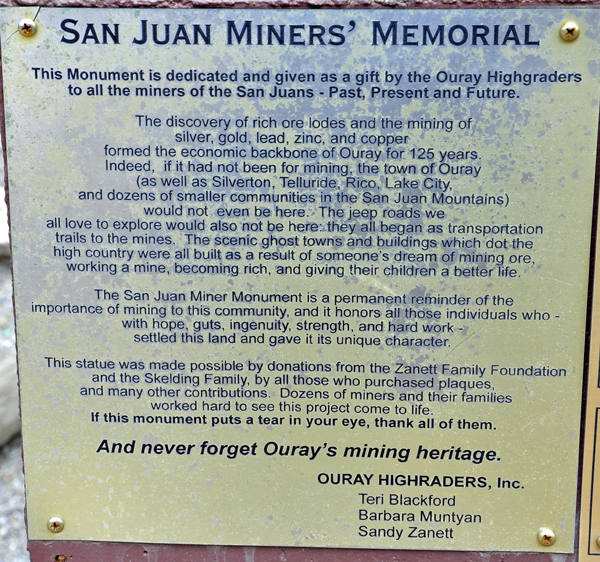 SAN JUAN MINERS' MEMORIAL
This Monument is dedicated and given as a gift by the Ouray Highgraders
to all the miners of the San Juans - Past, Present and Future.
The discovery of rich ore lodes and the mining of
silver, gold, lead, zinc, and copper
formed the economic backbone of Ouray for 125 years.
Indeed, if it had not been for mining, the town of Ouray
(as well as Silverton, Telluride, Rico, Lake City,
and dozens of smaller communities in the San Juan Mountains)
would not even be here. The jeep roads we
all love to explore would also not be here: they all began as transportation
trails to the mines. The scenic ghost towns and buildings which dot the
high country were all built as a result of someone's dream of mining ore,
working a mine, becoming rich, and giving their children a better life.
The San Juan Miner Monument is a permanent reminder of the
importance of mining to this community, and it honors all those individuals who -
with hope, guts, ingenuity, strength, and hard work -
settled this land and gave it its unique character.
This statue was made possible by donations from the Zanett Family Foundation
and the Skelding Family, by all those who purchased plaques,
and many other contributions. Dozens of miners and their families
worked hard to see this project come to life.
If this monument puts a tear in your eye, thank all of them.
And never forget Ouray's mining heritage.
OURAY HIGHRADERS, Inc.
Teri Blackford
Barbara Muntyan
Sandy Zanett